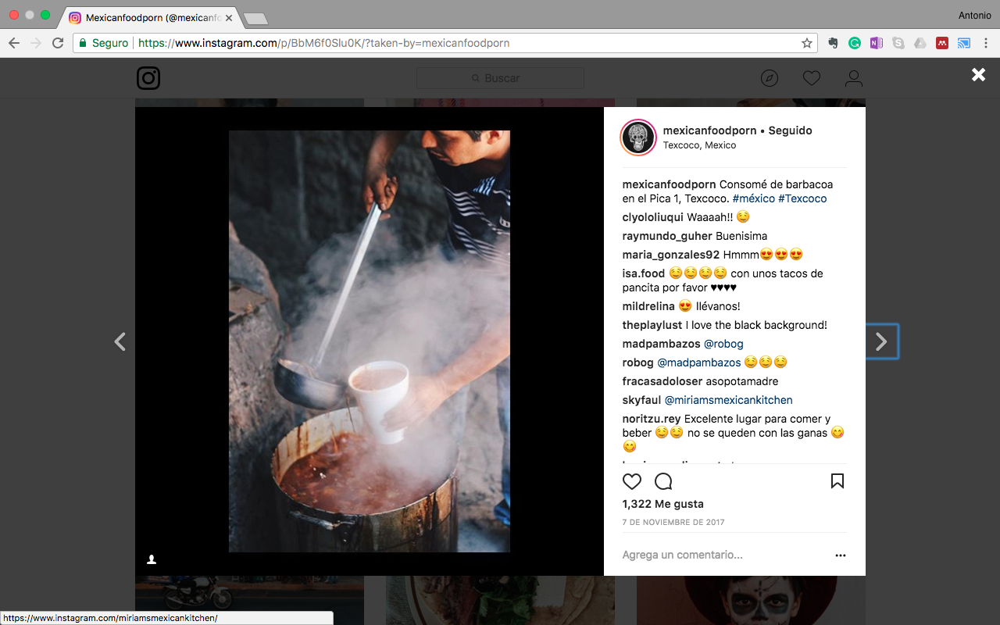 Mexicanfoodporn (@mexicanfo
Antonio
Seguro https://www.instagram.com/p/BbM6f0Slu0K/?taken-by=mexicanfoodporn
Buscar
mexicanfoodporn • Seguido
Texcoco, Mexico
mexicanfoodporn Consomé de barbacoa
en el Pica 1, Texcoco. #méxico #Texcoco
clyololiuqui Waaaah!! ☺️
raymundo_guher Buenisima
maria_gonzales92 Hmmm😍😍😍
isa.food ☺️☺️☺️☺️ con unos tacos de
pancita por favor ♥♥♥♥
mildrelina 😍 llévanos!
theplaylust I love the black background!
madpambazos @robog
robog @madpambazos ☺️☺️☺️
fracasadoloser asopotamadre
skyfaul @miriamsmexicankitchen
noritzu.rey Excelente lugar para comer y
beber ☺️☺️ no se queden con las ganas 😋
😋
1,322 Me gusta
7 DE NOVIEMBRE DE 2017
Agrega un comentario...
https://www.instagram.com/miriamsmexicankitchen/